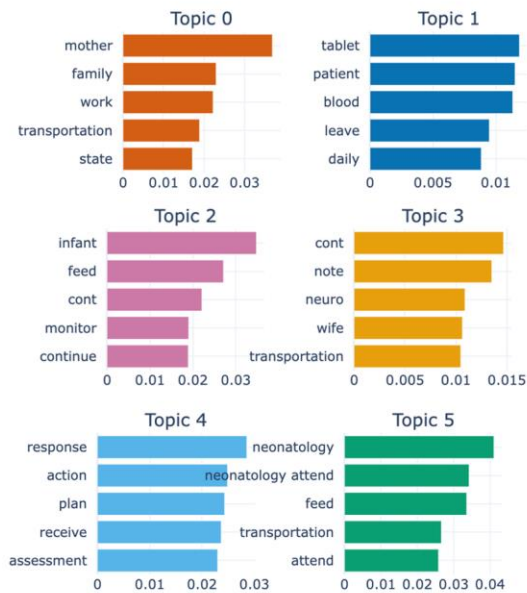 Topic 0
mother
family
work
transportation
state
0 0.01 0.02 0.03
Topic 1
tablet
patient
blood
leave
daily
0 0.005 0.01
Topic 2
infant
feed
cont
monitor
continue
0 0.01 0.02 0.03
Topic 3
cont
note
neuro
wife
transportation
0 0.005 0.01 0.015
Topic 4
response
action
plan
receive
assessment
0 0.01 0.02 0.03
Topic 5
neonatology
neonatology attend
feed
transportation
attend
0 0.01 0.02 0.03 0.04